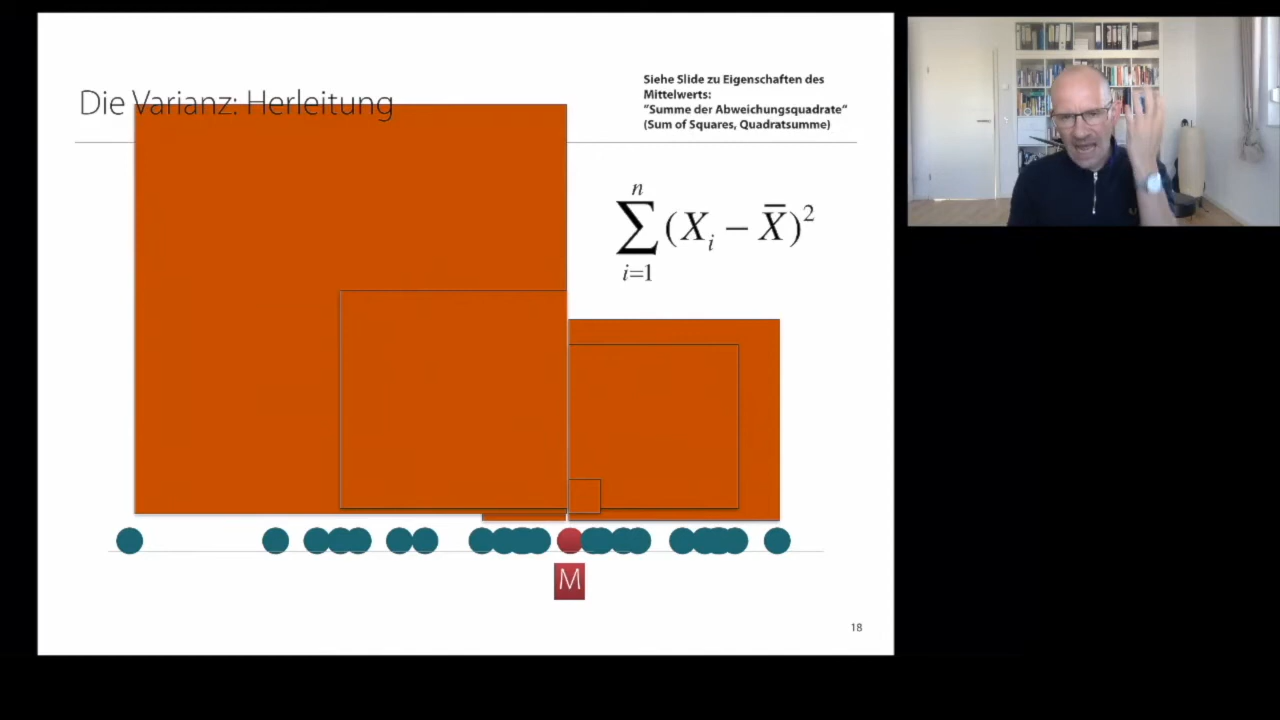 Die Varianz: Herleitung
Siehe Slide zu Eigenschaften des
Mittelwerts:
"Summe der Abweichungsquadrate"
(Sum of Squares, Quadratsumme)
n
∑(Xᵢ − X̄)²
i=1
M
18